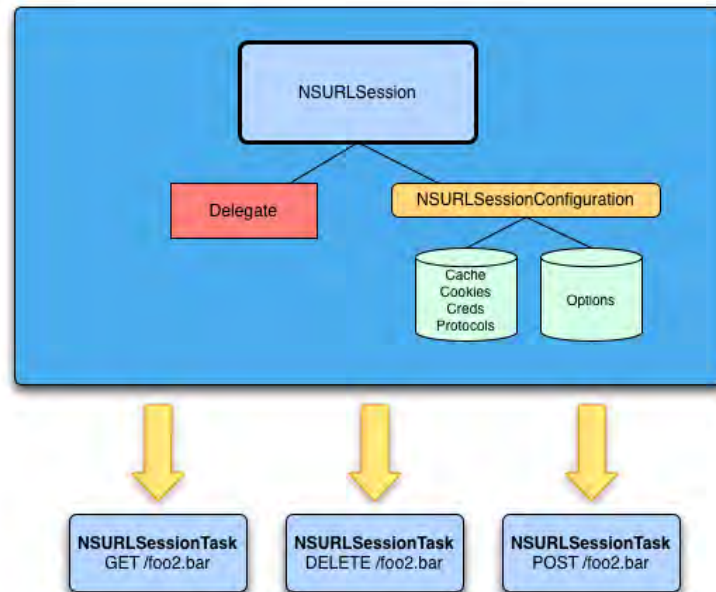 NSURLSession
Delegate
NSURLSessionConfiguration
Cache
Cookies
Creds
Protocols
Options
NSURLSessionTask
GET /foo2.bar
NSURLSessionTask
DELETE /foo2.bar
NSURLSessionTask
POST /foo2.bar